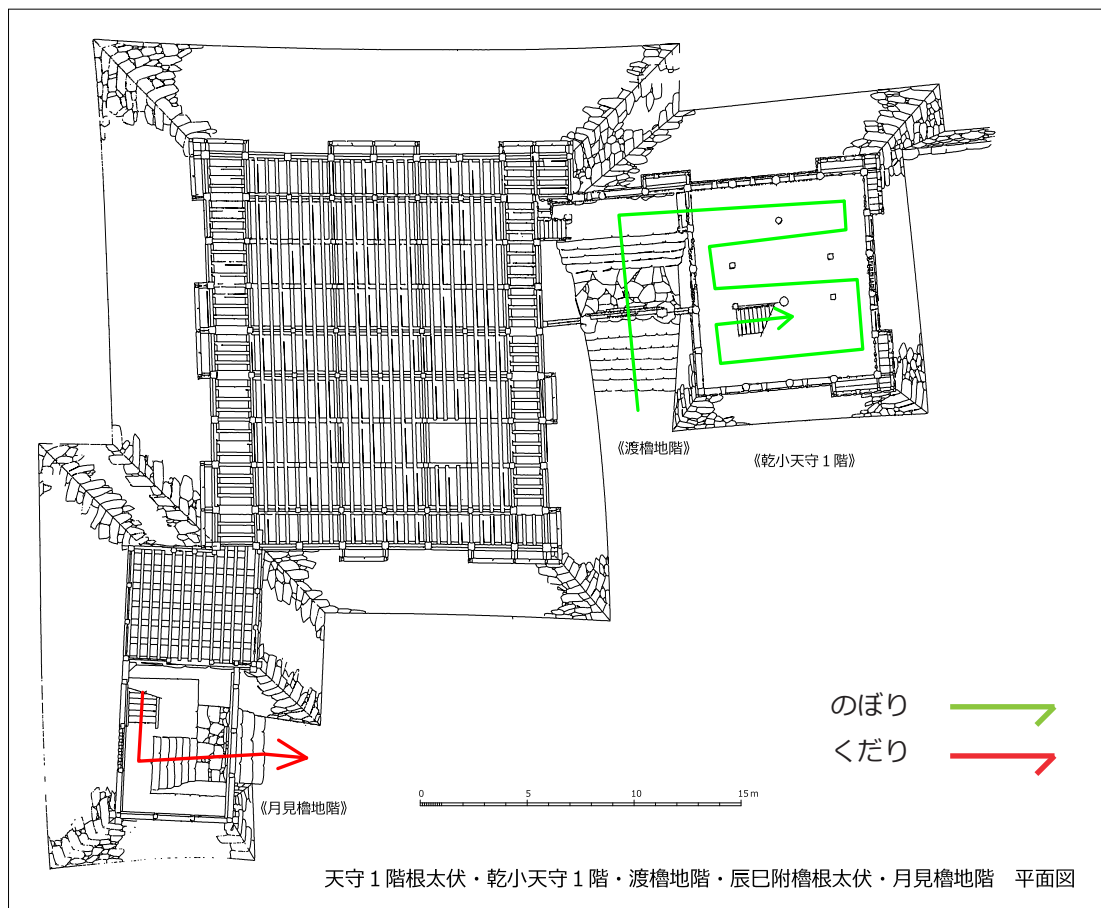 《渡櫓地階》
《乾小天守１階》
のぼり
くだり
《月見櫓地階》
0 5 10 15m
天守１階根太伏・乾小天守１階・渡櫓地階・辰巳附櫓根太伏・月見櫓地階　平面図